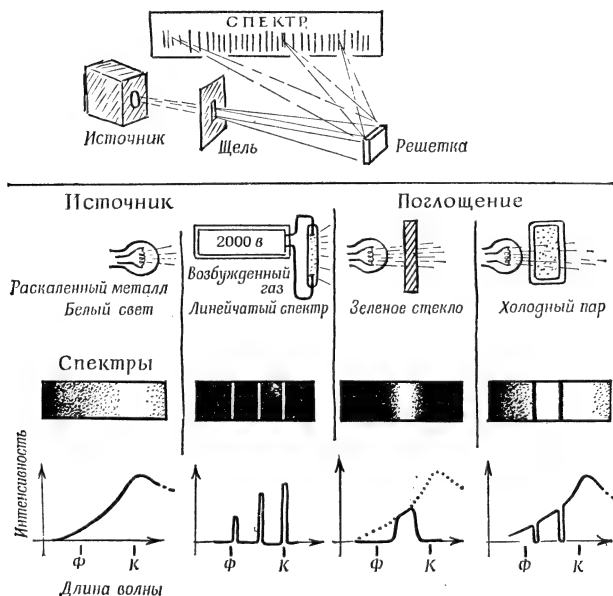 СПЕКТР
Источник
Щель
Решетка
Источник
Поглощение
2000 в
Раскаленный металл
Белый свет
Возбужденный
газ
Линейчатый спектр
Зеленое стекло
Холодный пар
Спектры
Интенсивность
Ф К
Ф К
Ф К
Ф К
Длина волны